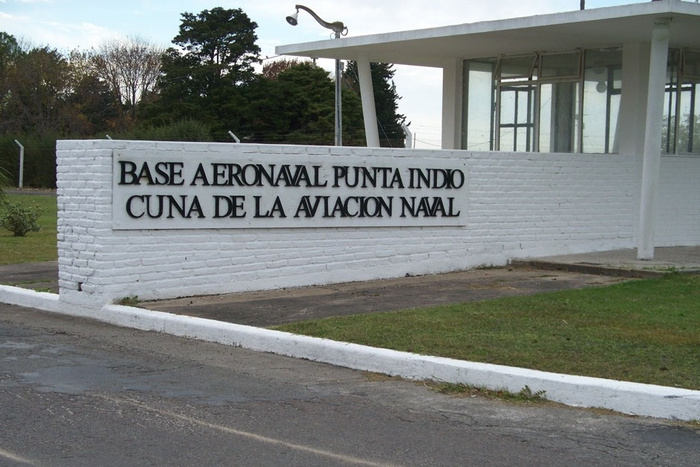 BASE AERONAVAL PUNTA INDIO
CUNA DE LA AVIACION NAVAL